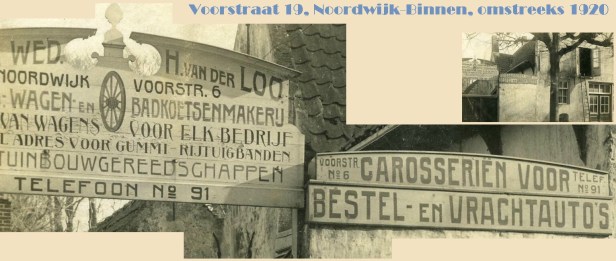 Voorstraat 19, Noordwijk-Binnen, omstreeks 1920
WED. H. VAN DER LOO.
NOORDWIJK VOORSTR. 6
WAGEN- EN BADKOETSENMAKERIJ
VAN WAGENS VOOR ELK BEDRIJF
ADRES VOOR GUMMI-RIJTUIGBANDEN
TUINBOUWGEREEDSCHAPPEN
TELEFOON No 91
VOORSTR. No 6 CAROSSERIËN VOOR TELEF. No 91
BESTEL- EN VRACHTAUTO'S